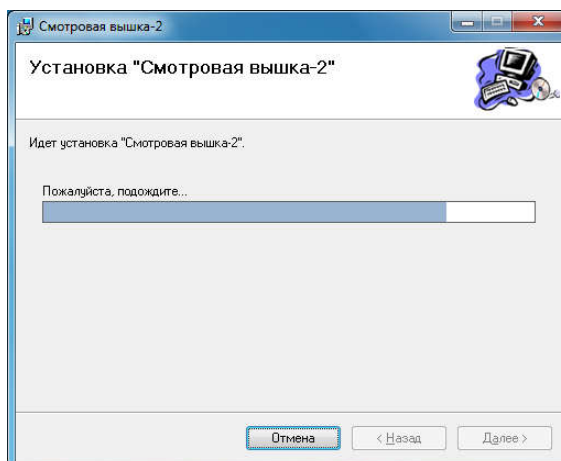 Смотровая вышка-2
Установка "Смотровая вышка-2"
Идет установка "Смотровая вышка-2".
Пожалуйста, подождите...
Отмена
< Назад
Далее >